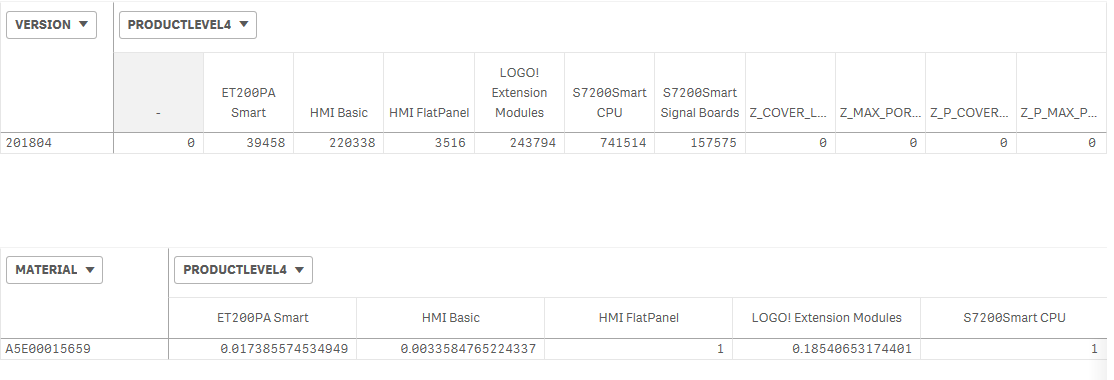 VERSION PRODUCTLEVEL4
- ET200PA Smart HMI Basic HMI FlatPanel LOGO! Extension Modules S7200Smart CPU S7200Smart Signal Boards Z_COVER_L... Z_MAX_POR... Z_P_COVER... Z_P_MAX_P...
201804 0 39458 220338 3516 243794 741514 157575 0 0 0 0
MATERIAL PRODUCTLEVEL4
ET200PA Smart HMI Basic HMI FlatPanel LOGO! Extension Modules S7200Smart CPU
A5E00015659 0.017385574534949 0.0033584765224337 1 0.18540653174401 1